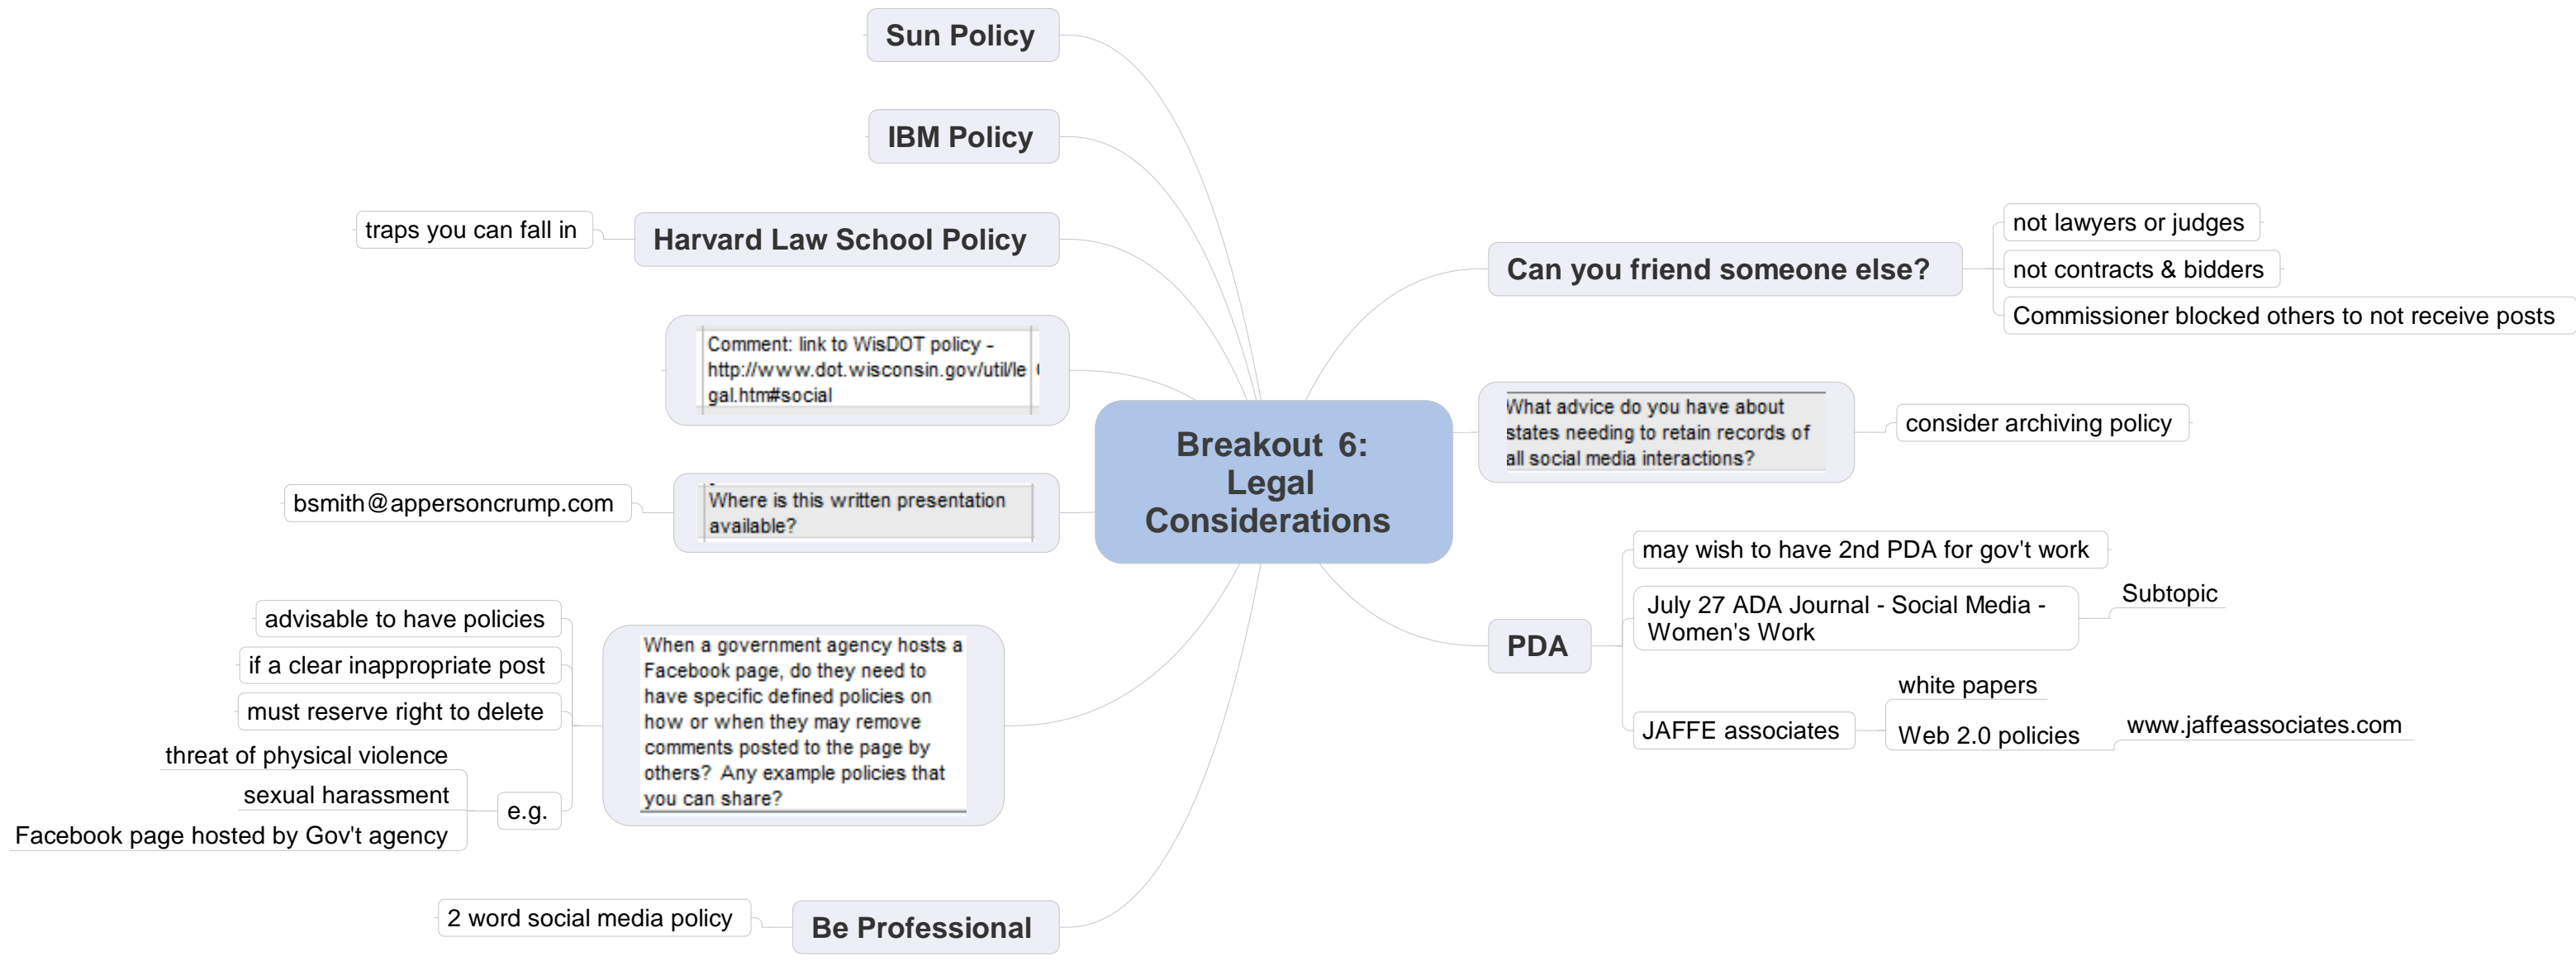 Sun Policy
IBM Policy
traps you can fall in
Harvard Law School Policy
Comment: link to WisDOT policy -
http://www.dot.wisconsin.gov/util/le
gal.htm#social
bsmith@appersoncrump.com
Where is this written presentation
available?
advisable to have policies
if a clear inappropriate post
must reserve right to delete
threat of physical violence
sexual harassment
Facebook page hosted by Gov't agency
e.g.
When a government agency hosts a
Facebook page, do they need to
have specific defined policies on
how or when they may remove
comments posted to the page by
others?  Any example policies that
you can share?
2 word social media policy
Be Professional
Breakout 6:
Legal
Considerations
Can you friend someone else?
not lawyers or judges
not contracts & bidders
Commissioner blocked others to not receive posts
What advice do you have about
states needing to retain records of
all social media interactions?
consider archiving policy
PDA
may wish to have 2nd PDA for gov't work
July 27 ADA Journal - Social Media -
Women's Work
Subtopic
JAFFE associates
white papers
Web 2.0 policies
www.jaffeassociates.com